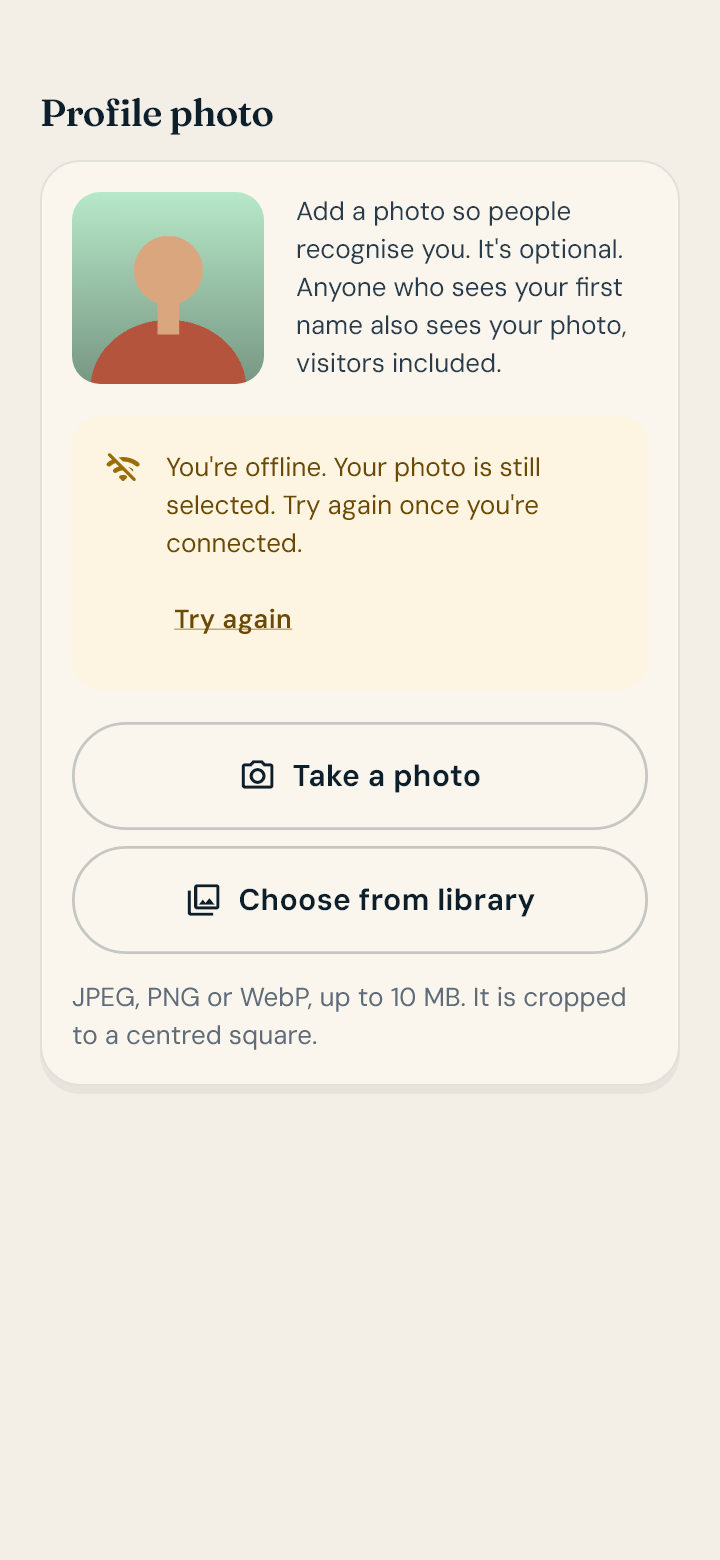 Profile photo
Add a photo so people
recognise you. It's optional.
Anyone who sees your first
name also sees your photo,
visitors included.
You're offline. Your photo is still
selected. Try again once you're
connected.
Try again
Take a photo
Choose from library
JPEG, PNG or WebP, up to 10 MB. It is cropped
to a centred square.